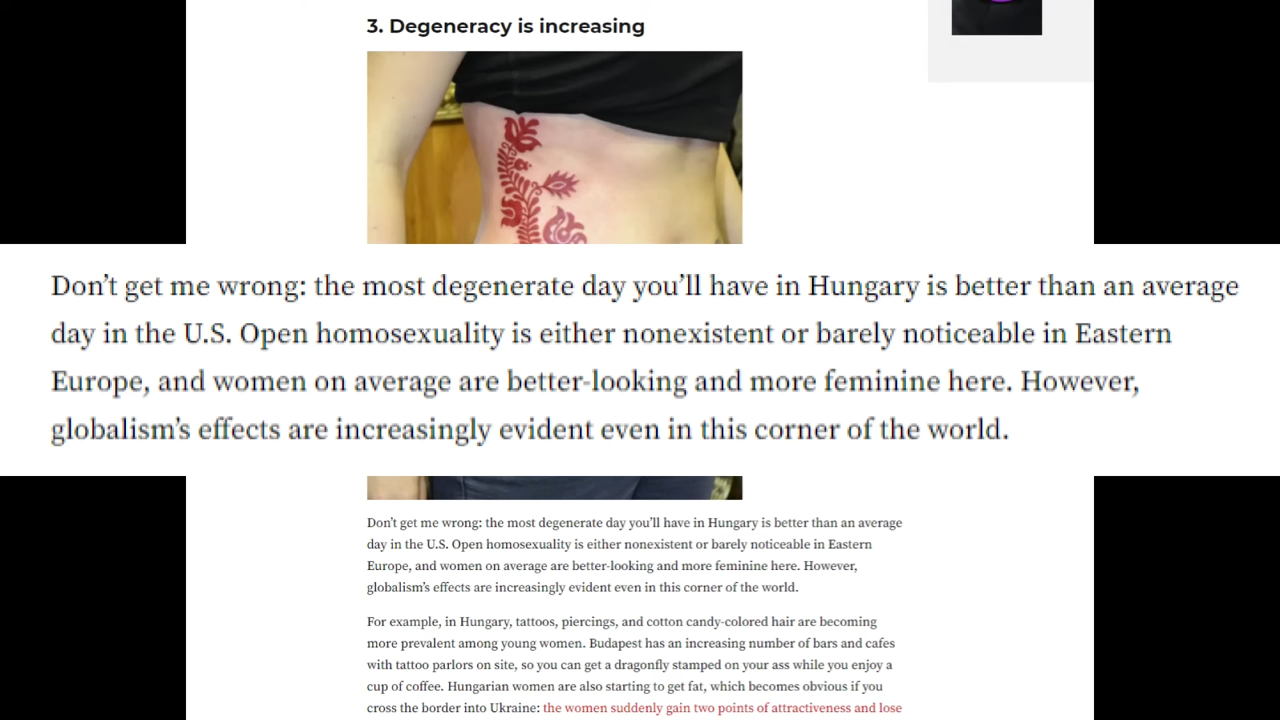 3. Degeneracy is increasing
Don't get me wrong: the most degenerate day you'll have in Hungary is better than an average
day in the U.S. Open homosexuality is either nonexistent or barely noticeable in Eastern
Europe, and women on average are better-looking and more feminine here. However,
globalism's effects are increasingly evident even in this corner of the world.
Don't get me wrong: the most degenerate day you'll have in Hungary is better than an average
day in the U.S. Open homosexuality is either nonexistent or barely noticeable in Eastern
Europe, and women on average are better-looking and more feminine here. However,
globalism's effects are increasingly evident even in this corner of the world.
For example, in Hungary, tattoos, piercings, and cotton candy-colored hair are becoming
more prevalent among young women. Budapest has an increasing number of bars and cafes
with tattoo parlors on site, so you can get a dragonfly stamped on your ass while you enjoy a
cup of coffee. Hungarian women are also starting to get fat, which becomes obvious if you
cross the border into Ukraine: the women suddenly gain two points of attractiveness and lose